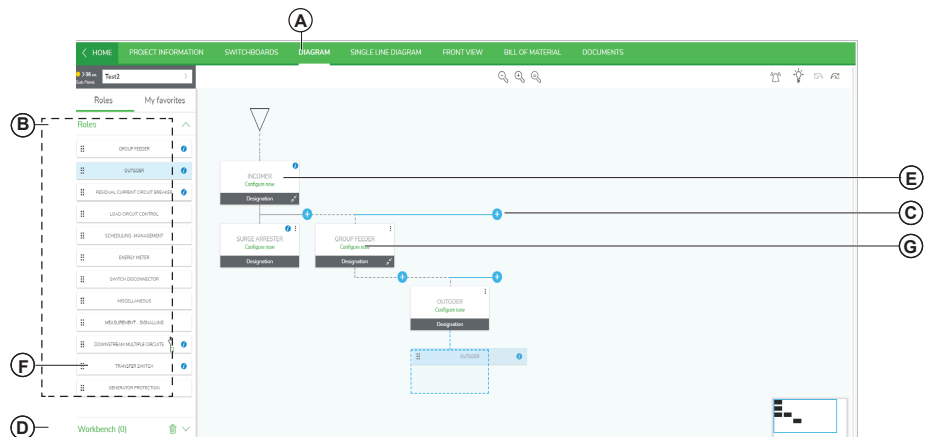 A
HOME PROJECT INFORMATION SWITCHBOARDS DIAGRAM SINGLE LINE DIAGRAM FRONT VIEW BILL OF MATERIAL DOCUMENTS
Test2
Roles My favorites
B
Roles
GROUP FEEDER
OUTGOER
RESIDUAL CURRENT CIRCUIT BREAKER
LOAD CIRCUIT CONTROL
SCHEDULING -MANAGEMENT
ENERGY METER
SWITCH DISCONNECTOR
MISCELLANEOUS
MEASUREMENT - SIGNALLING
DOWNSTREAM MULTIPLE CIRCUITS
F
TRANSFER SWITCH
GENERATOR PROTECTION
D
Workbench (0)
INCOMER
Configure now
Designation
E
C
SURGE ARRESTER
Configure now
Designation
GROUP FEEDER
Configure now
Designation
G
OUTGOER
Configure now
Designation
OUTGOER